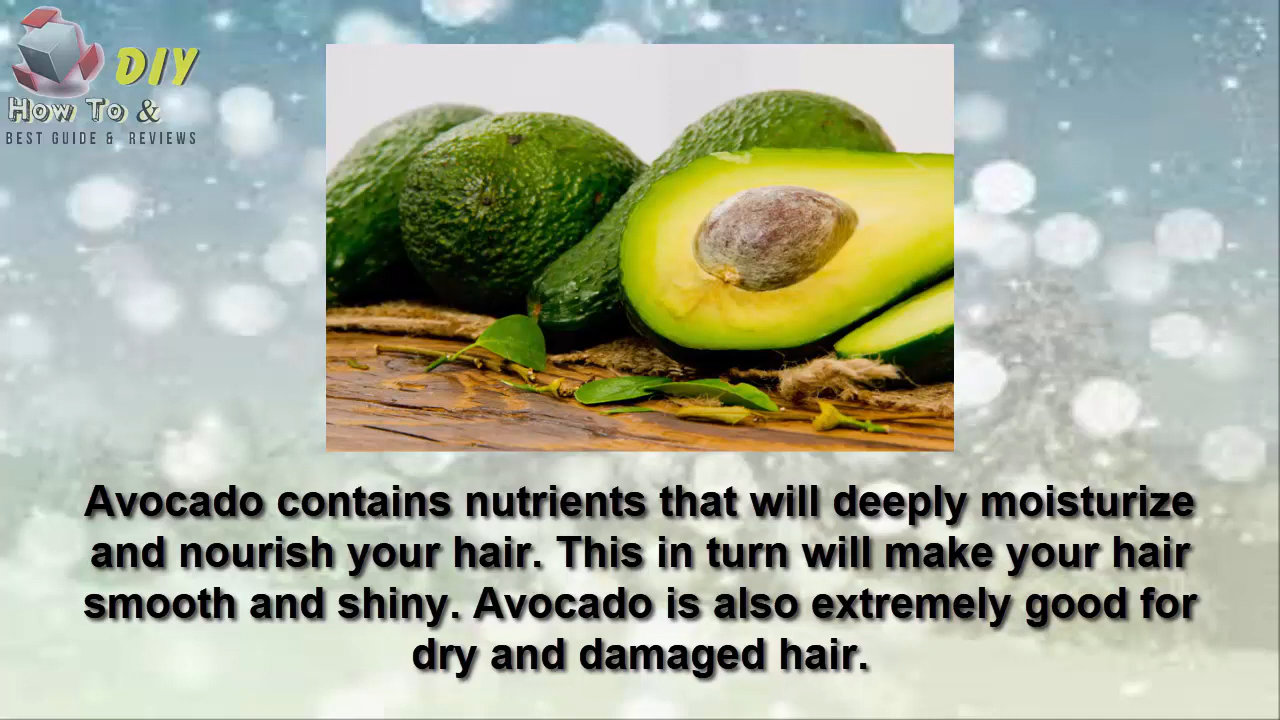 DIY
How To &
BEST GUIDE & REVIEWS
Avocado contains nutrients that will deeply moisturize
and nourish your hair. This in turn will make your hair
smooth and shiny. Avocado is also extremely good for
dry and damaged hair.